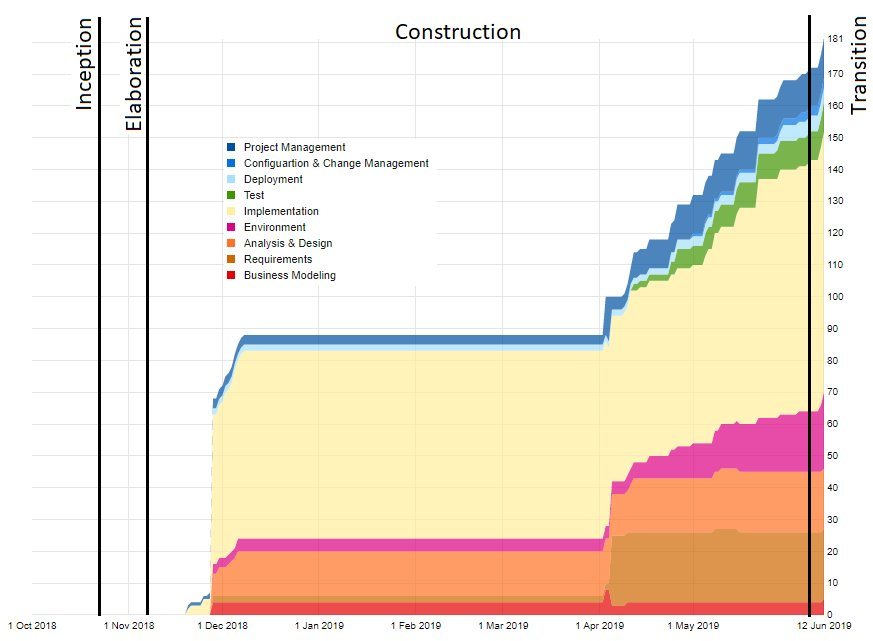 Inception
Elaboration
Construction
Transition
Project Management
Configuartion & Change Management
Deployment
Test
Implementation
Environment
Analysis & Design
Requirements
Business Modeling
181
170
160
150
140
130
120
110
100
90
80
70
60
50
40
30
20
10
0
1 Oct 2018 1 Nov 2018 1 Dec 2018 1 Jan 2019 1 Feb 2019 1 Mar 2019 1 Apr 2019 1 May 2019 12 Jun 2019